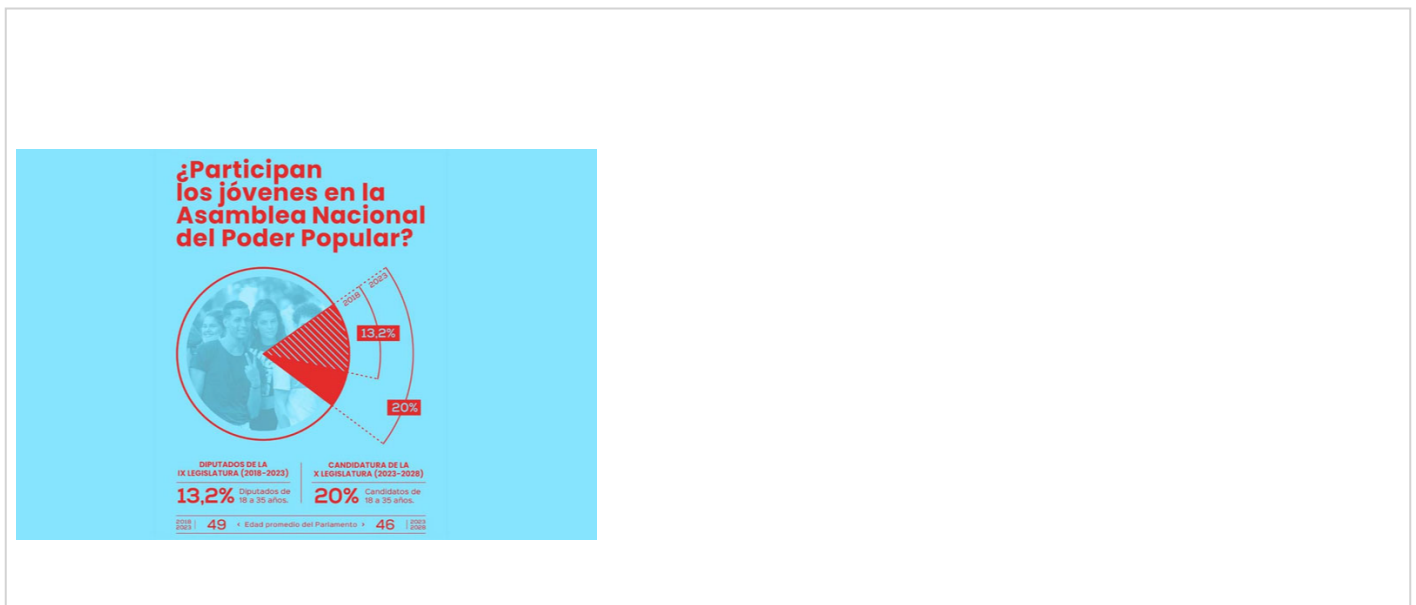 ¿Participan
los jóvenes en la
Asamblea Nacional
del Poder Popular?
2018
2023
13,2%
20%
DIPUTADOS DE LA
IX LEGISLATURA (2018-2023)
13,2% Diputados de
18 a 35 años.
CANDIDATURA DE LA
X LEGISLATURA (2023-2028)
20% Candidatos de
18 a 35 años.
2018
2023
49 • Edad promedio del Parlamento • 46
2023
2028